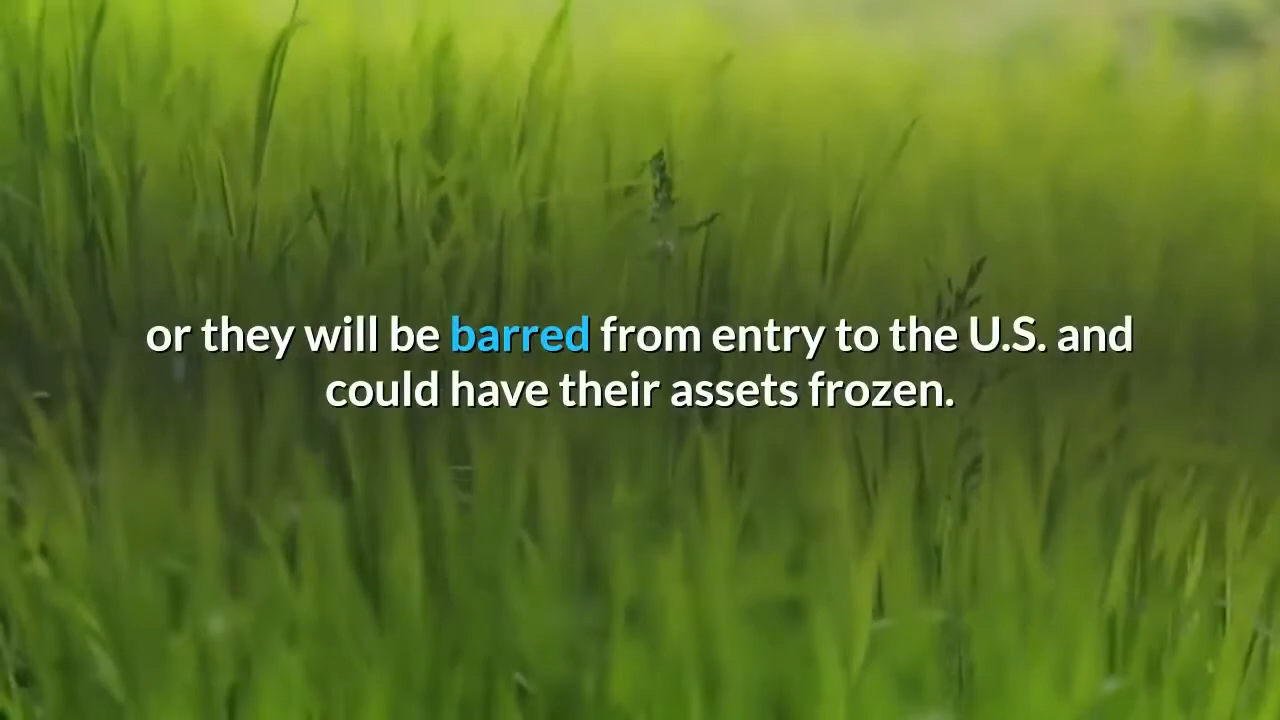 or they will be barred from entry to the U.S. and
could have their assets frozen.